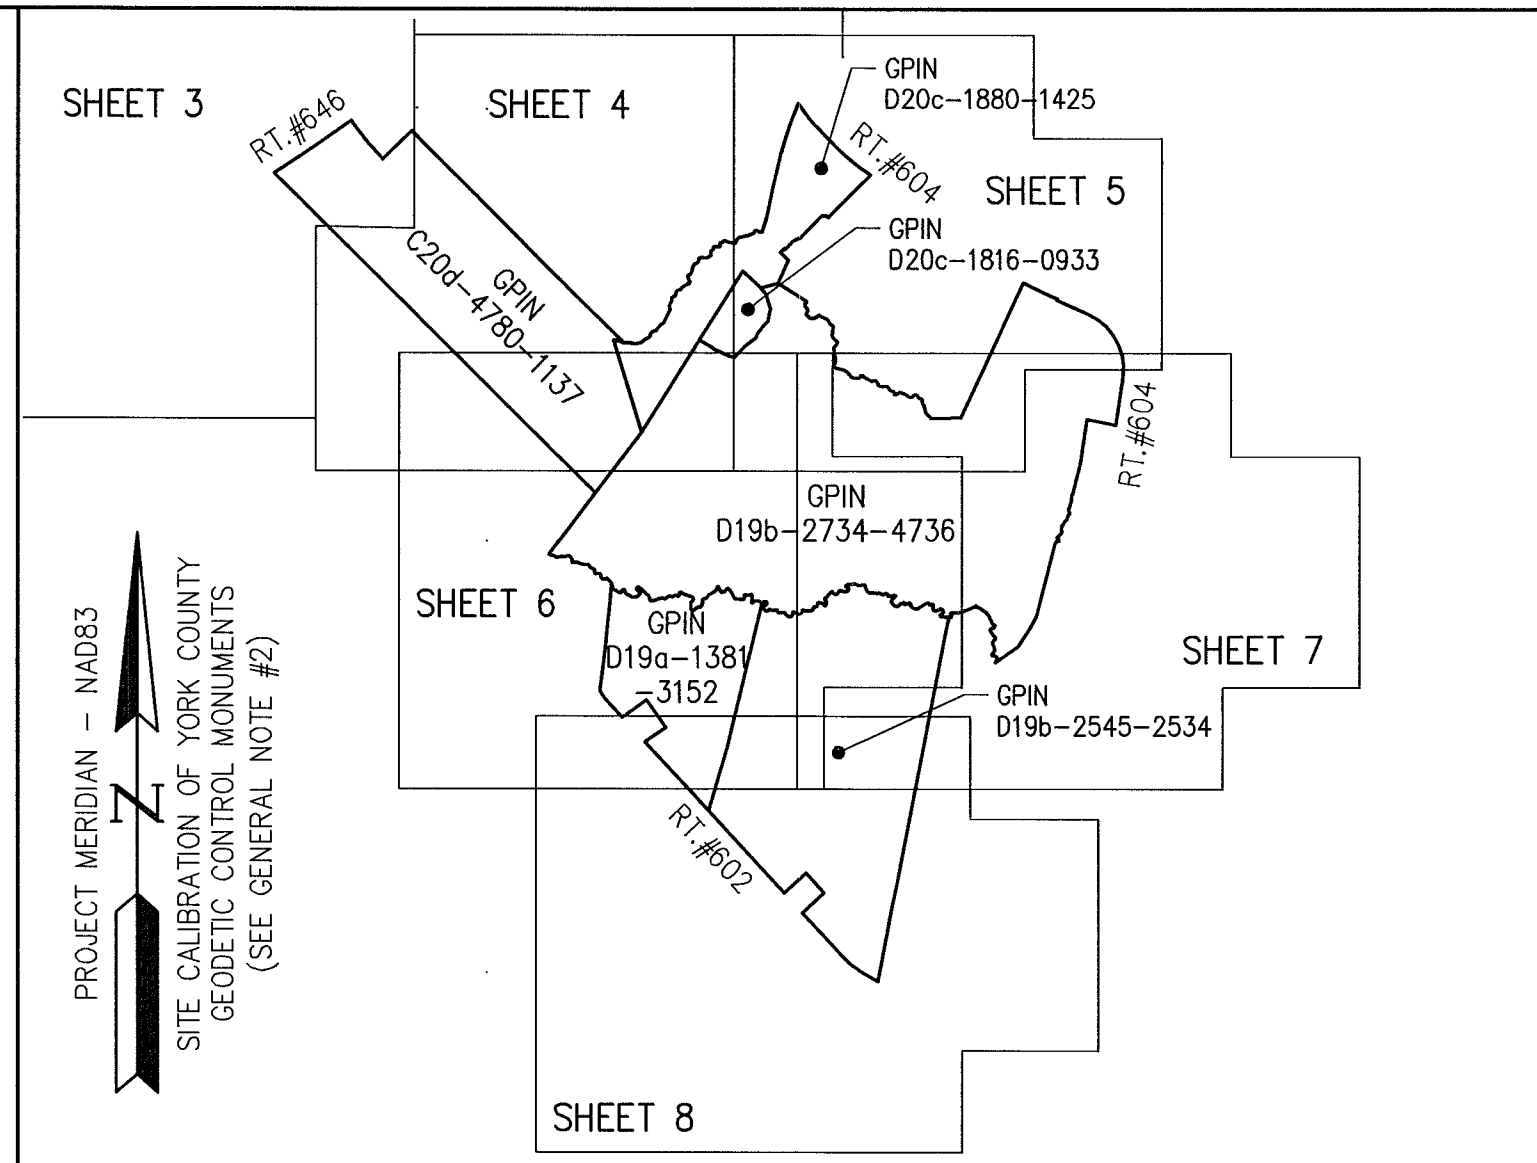 SHEET 3
SHEET 4
SHEET 5
GPIN
D20c-1880-1425
RT.#646
RT.#604
GPIN
D20c-1816-0933
GPIN
C20d-4780-1137
RT.#604
GPIN
D19b-2734-4736
SHEET 6
GPIN
D19a-1381
-3152
SHEET 7
GPIN
D19b-2545-2534
RT.#602
SHEET 8
PROJECT MERIDIAN - NAD83
N
SITE CALIBRATION OF YORK COUNTY
GEODETIC CONTROL MONUMENTS
(SEE GENERAL NOTE #2)